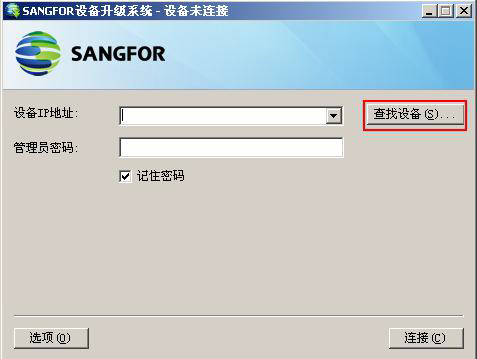 SANGFOR设备升级系统 - 设备未连接
SANGFOR
设备IP地址:
查找设备(S)...
管理员密码:
记住密码
选项(O)
连接(C)